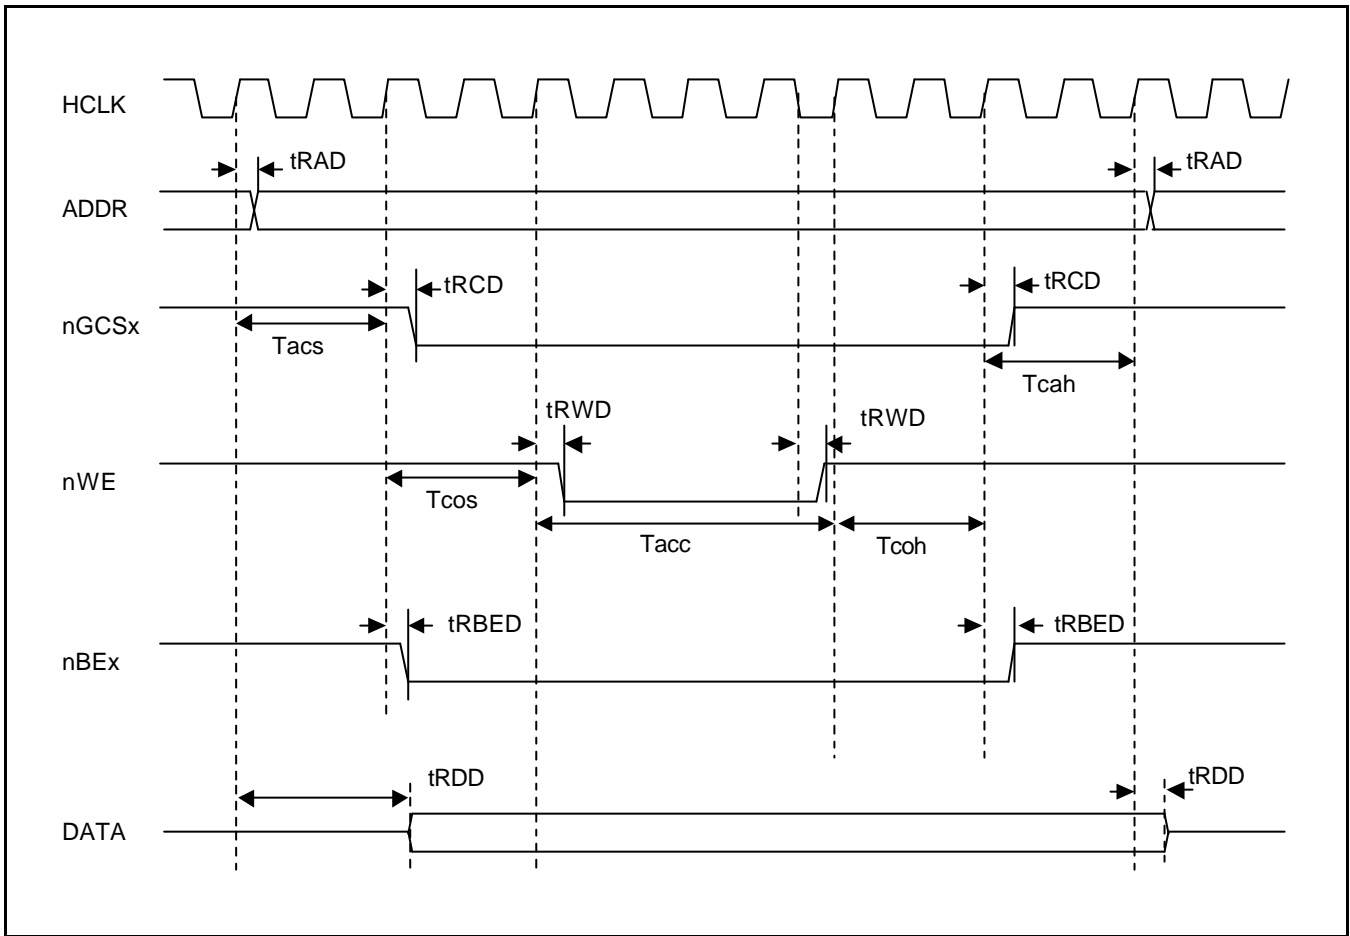 HCLK
tRAD
tRAD
ADDR
tRCD
tRCD
nGCSx
Tacs
Tcah
tRWD
tRWD
nWE
Tcos
Tacc
Tcoh
tRBED
tRBED
nBEx
tRDD
tRDD
DATA